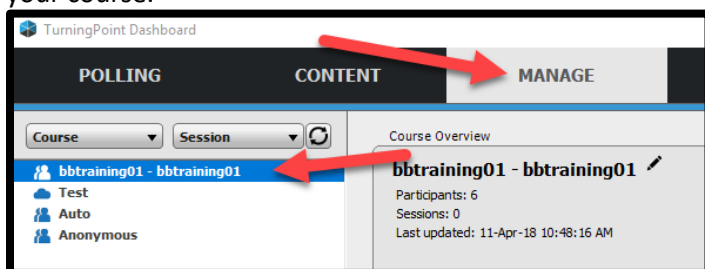 your course.
TurningPoint Dashboard
POLLING CONTENT MANAGE
Course Session
Course Overview
bbtraining01 - bbtraining01
Test
Auto
Anonymous
bbtraining01 - bbtraining01
Participants: 6
Sessions: 0
Last updated: 11-Apr-18 10:48:16 AM